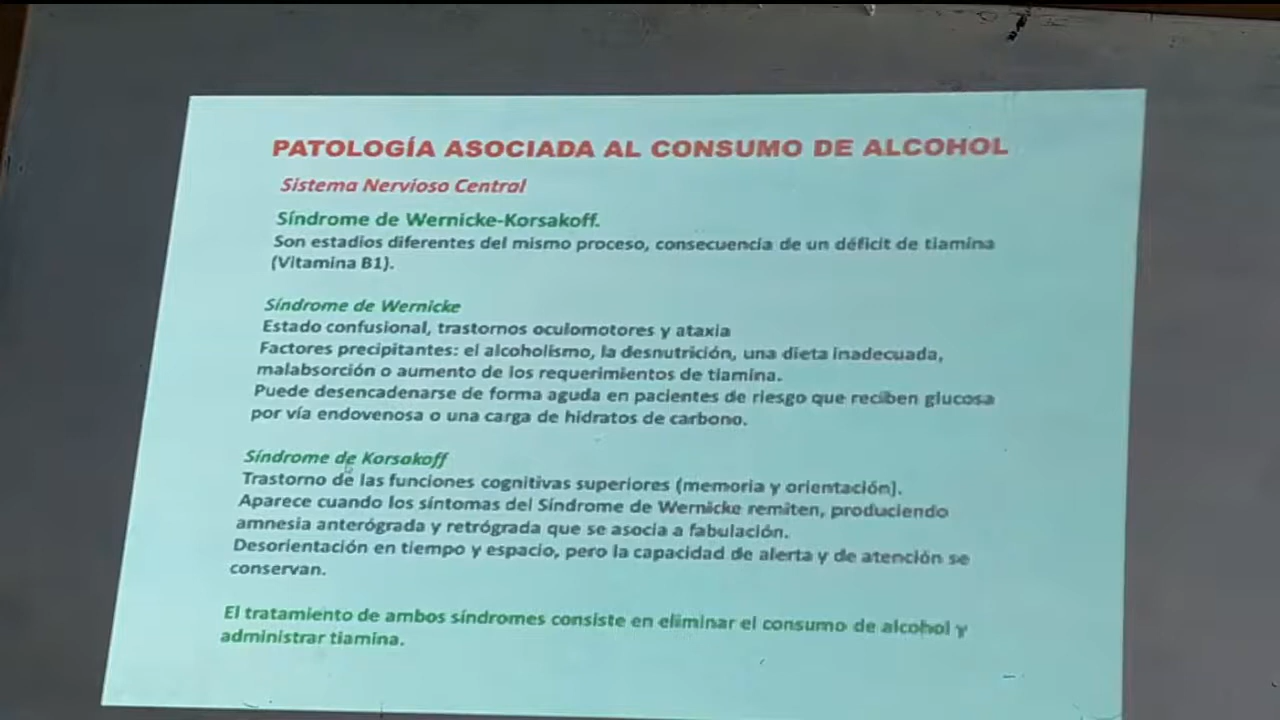 PATOLOGÍA ASOCIADA AL CONSUMO DE ALCOHOL
Sistema Nervioso Central
Síndrome de Wernicke-Korsakoff.
Son estadios diferentes del mismo proceso, consecuencia de un déficit de tiamina
(Vitamina B1).
Síndrome de Wernicke
Estado confusional, trastornos oculomotores y ataxia
Factores precipitantes: el alcoholismo, la desnutrición, una dieta inadecuada,
malabsorción o aumento de los requerimientos de tiamina.
Puede desencadenarse de forma aguda en pacientes de riesgo que reciben glucosa
por vía endovenosa o una carga de hidratos de carbono.
Síndrome de Korsakoff
Trastorno de las funciones cognitivas superiores (memoria y orientación).
Aparece cuando los síntomas del Síndrome de Wernicke remiten, produciendo
amnesia anterógrada y retrógrada que se asocia a fabulación.
Desorientación en tiempo y espacio, pero la capacidad de alerta y de atención se
conservan.
El tratamiento de ambos síndromes consiste en eliminar el consumo de alcohol y
administrar tiamina.